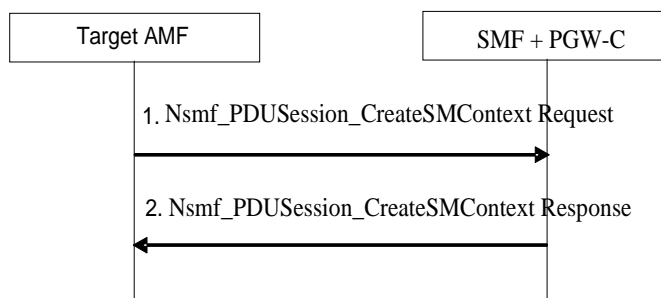 Target AMF
SMF + PGW-C
1. Nsmf_PDUSession_CreateSMContext Request
2. Nsmf_PDUSession_CreateSMContext Response